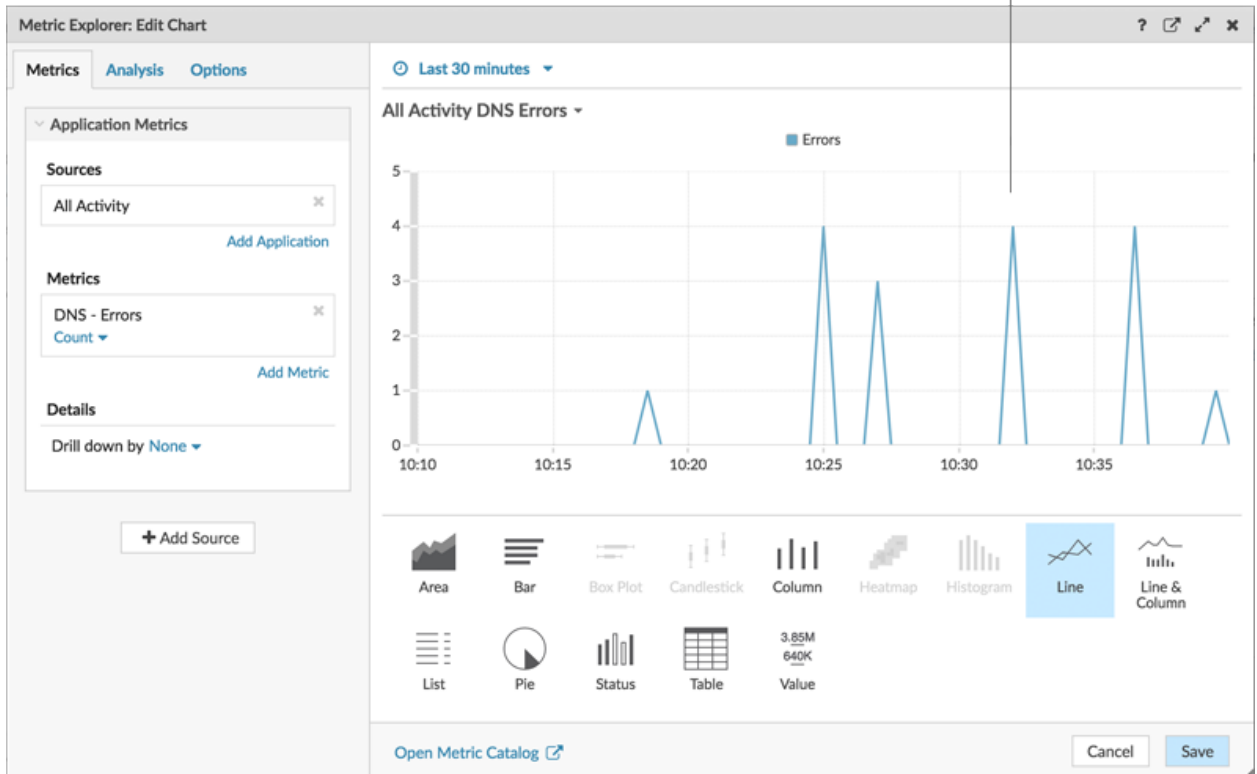 Metric Explorer: Edit Chart
?
Metrics Analysis Options
Last 30 minutes
Application Metrics
Sources
All Activity
Add Application
Metrics
DNS - Errors
Count
Add Metric
Details
Drill down by None
+ Add Source
All Activity DNS Errors
Errors
5
4
3
2
1
0
10:10 10:15 10:20 10:25 10:30 10:35
Area Bar Box Plot Candlestick Column Heatmap Histogram Line Line &
Column
3.85M
640K
List Pie Status Table Value
Open Metric Catalog
Cancel Save